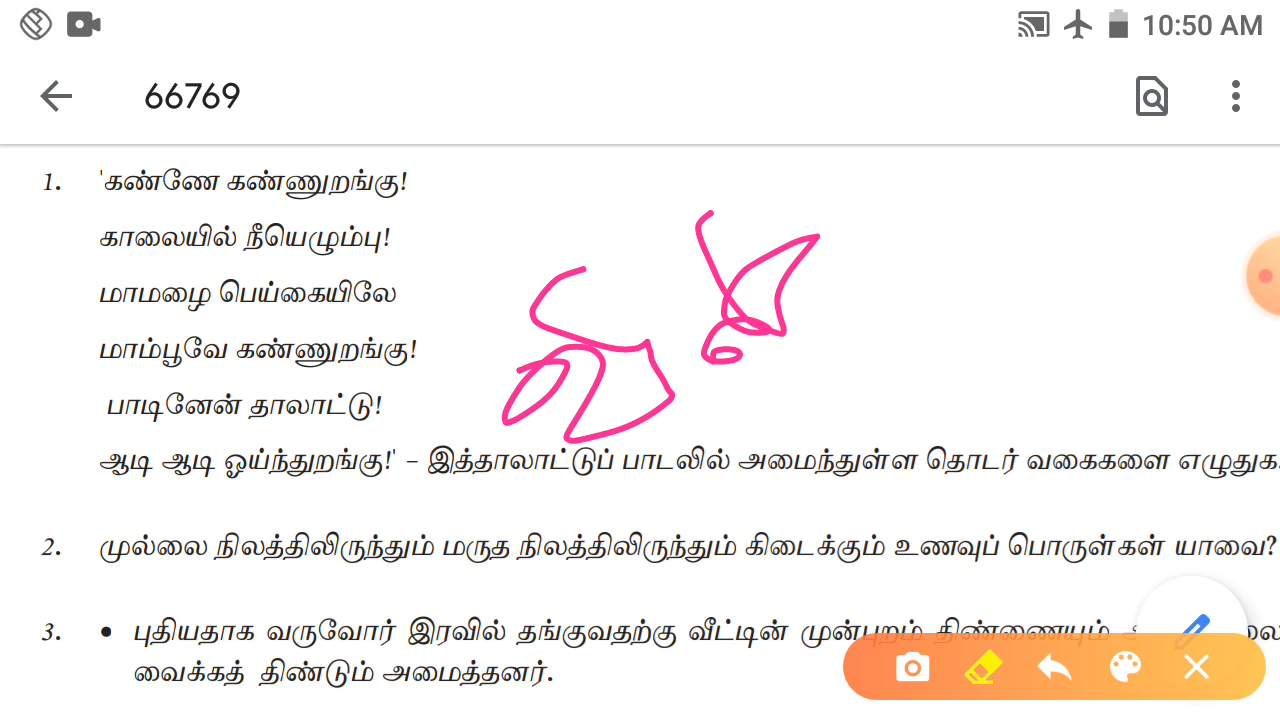 10:50 AM
66769
1. 'கண்ணே கண்ணுறங்கு!
காலையில் நீயெழும்பு!
மாமழை பெய்கையிலே
மாம்பூவே கண்ணுறங்கு!
பாடினேன் தாலாட்டு!
ஆடி ஆடி ஓய்ந்துறங்கு!' – இத்தாலாட்டுப் பாடலில் அமைந்துள்ள தொடர் வகைகளை எழுதுக.
2. முல்லை நிலத்திலிருந்தும் மருத நிலத்திலிருந்தும் கிடைக்கும் உணவுப் பொருள்கள் யாவை?
3. • புதியதாக வருவோர் இரவில் தங்குவதற்கு வீட்டின் முன்புறம் திண்ணையும்
வைக்கத் திண்டும் அமைத்தனர்.